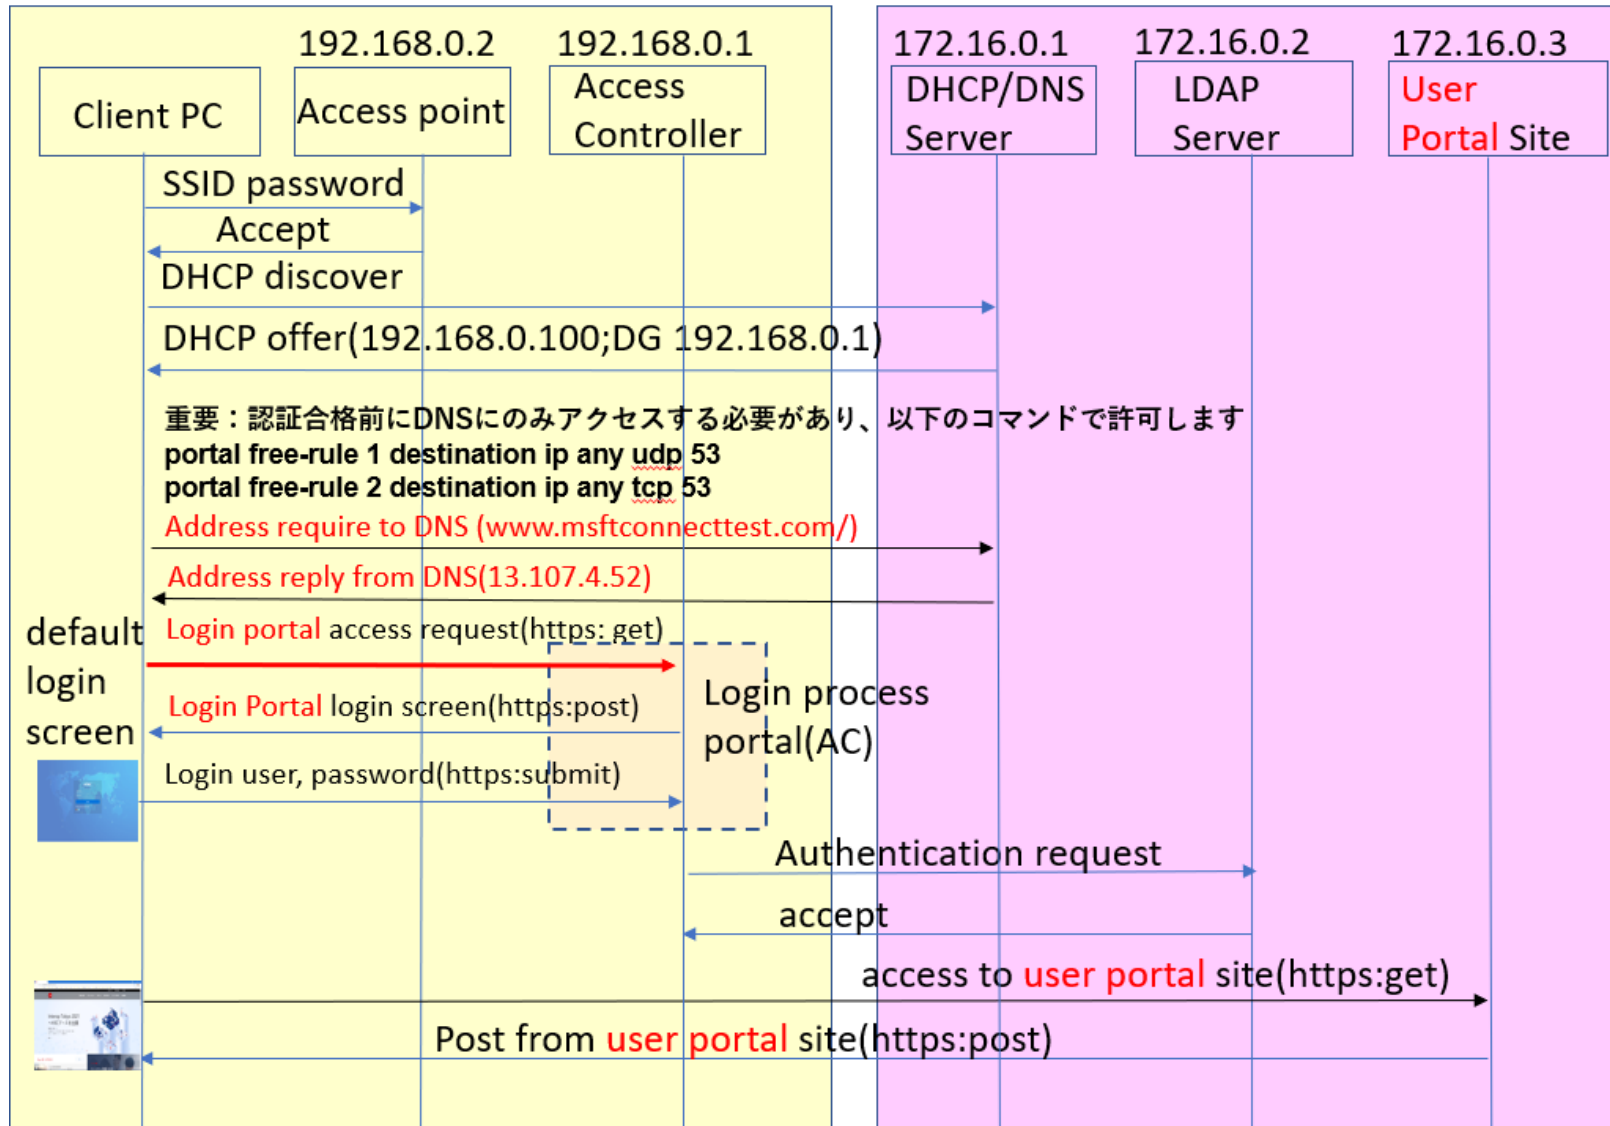 192.168.0.2
192.168.0.1
172.16.0.1
172.16.0.2
172.16.0.3
Client PC
Access point
Access
Controller
DHCP/DNS
Server
LDAP
Server
User
Portal Site
SSID password
Accept
DHCP discover
DHCP offer(192.168.0.100;DG 192.168.0.1)
重要：認証合格前にDNSにのみアクセスする必要があり、以下のコマンドで許可します
portal free-rule 1 destination ip any udp 53
portal free-rule 2 destination ip any tcp 53
Address require to DNS (www.msftconnecttest.com/)
Address reply from DNS(13.107.4.52)
default
login
screen
Login portal access request(https: get)
Login Portal login screen(https:post)
Login process
portal(AC)
Login user, password(https:submit)
Authentication request
accept
access to user portal site(https:get)
Post from user portal site(https:post)